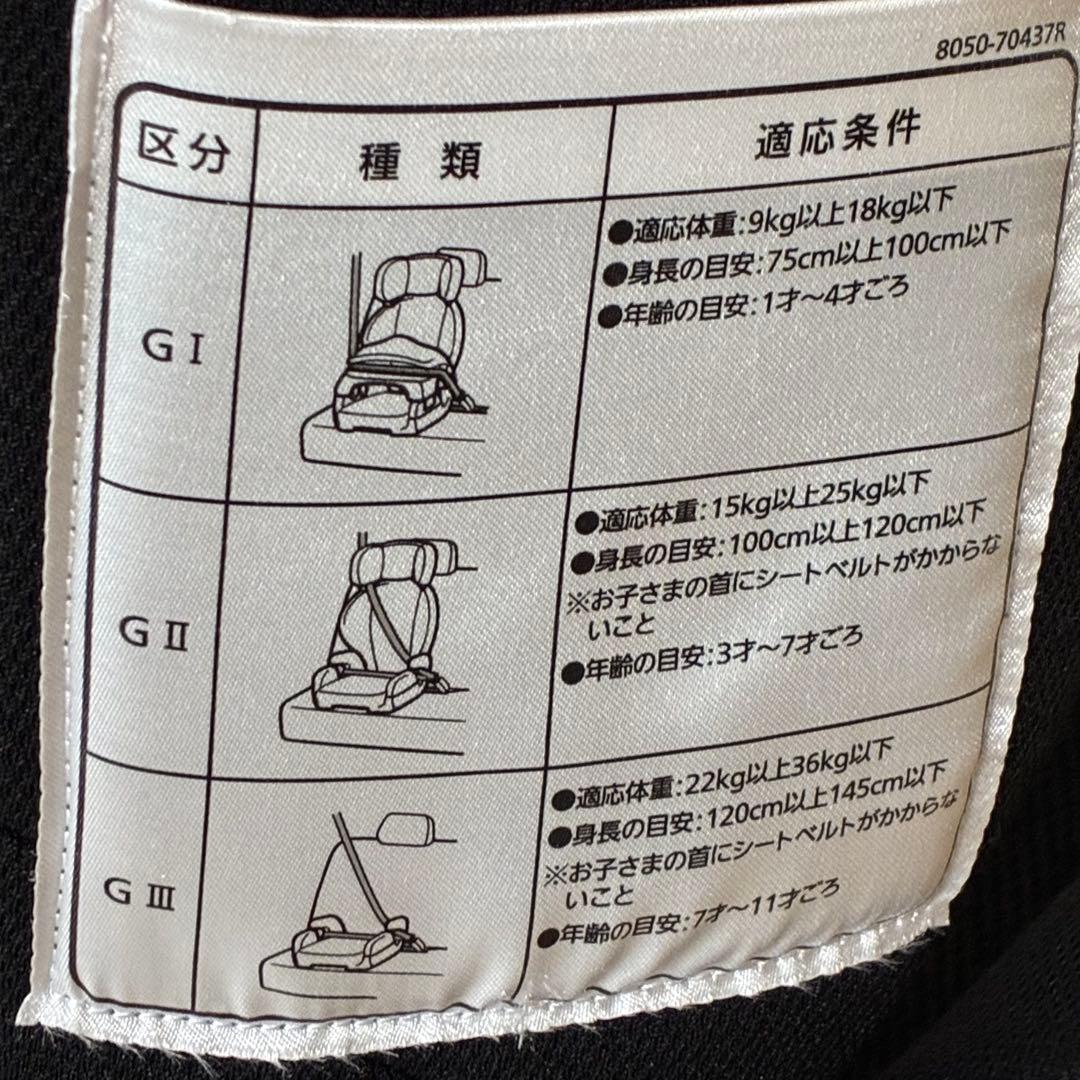 8050-70437R
区分 種類 適応条件
GⅠ
●適応体重:9kg以上18kg以下
●身長の目安:75cm以上100cm以下
●年齢の目安:1才～4才ごろ
GⅡ
●適応体重:15kg以上25kg以下
●身長の目安:100cm以上120cm以下
※お子さまの首にシートベルトがかからな
いこと
●年齢の目安:3才～7才ごろ
GⅢ
●適応体重:22kg以上36kg以下
●身長の目安:120cm以上145cm以下
※お子さまの首にシートベルトがかからな
いこと
●年齢の目安:7才～11才ごろ